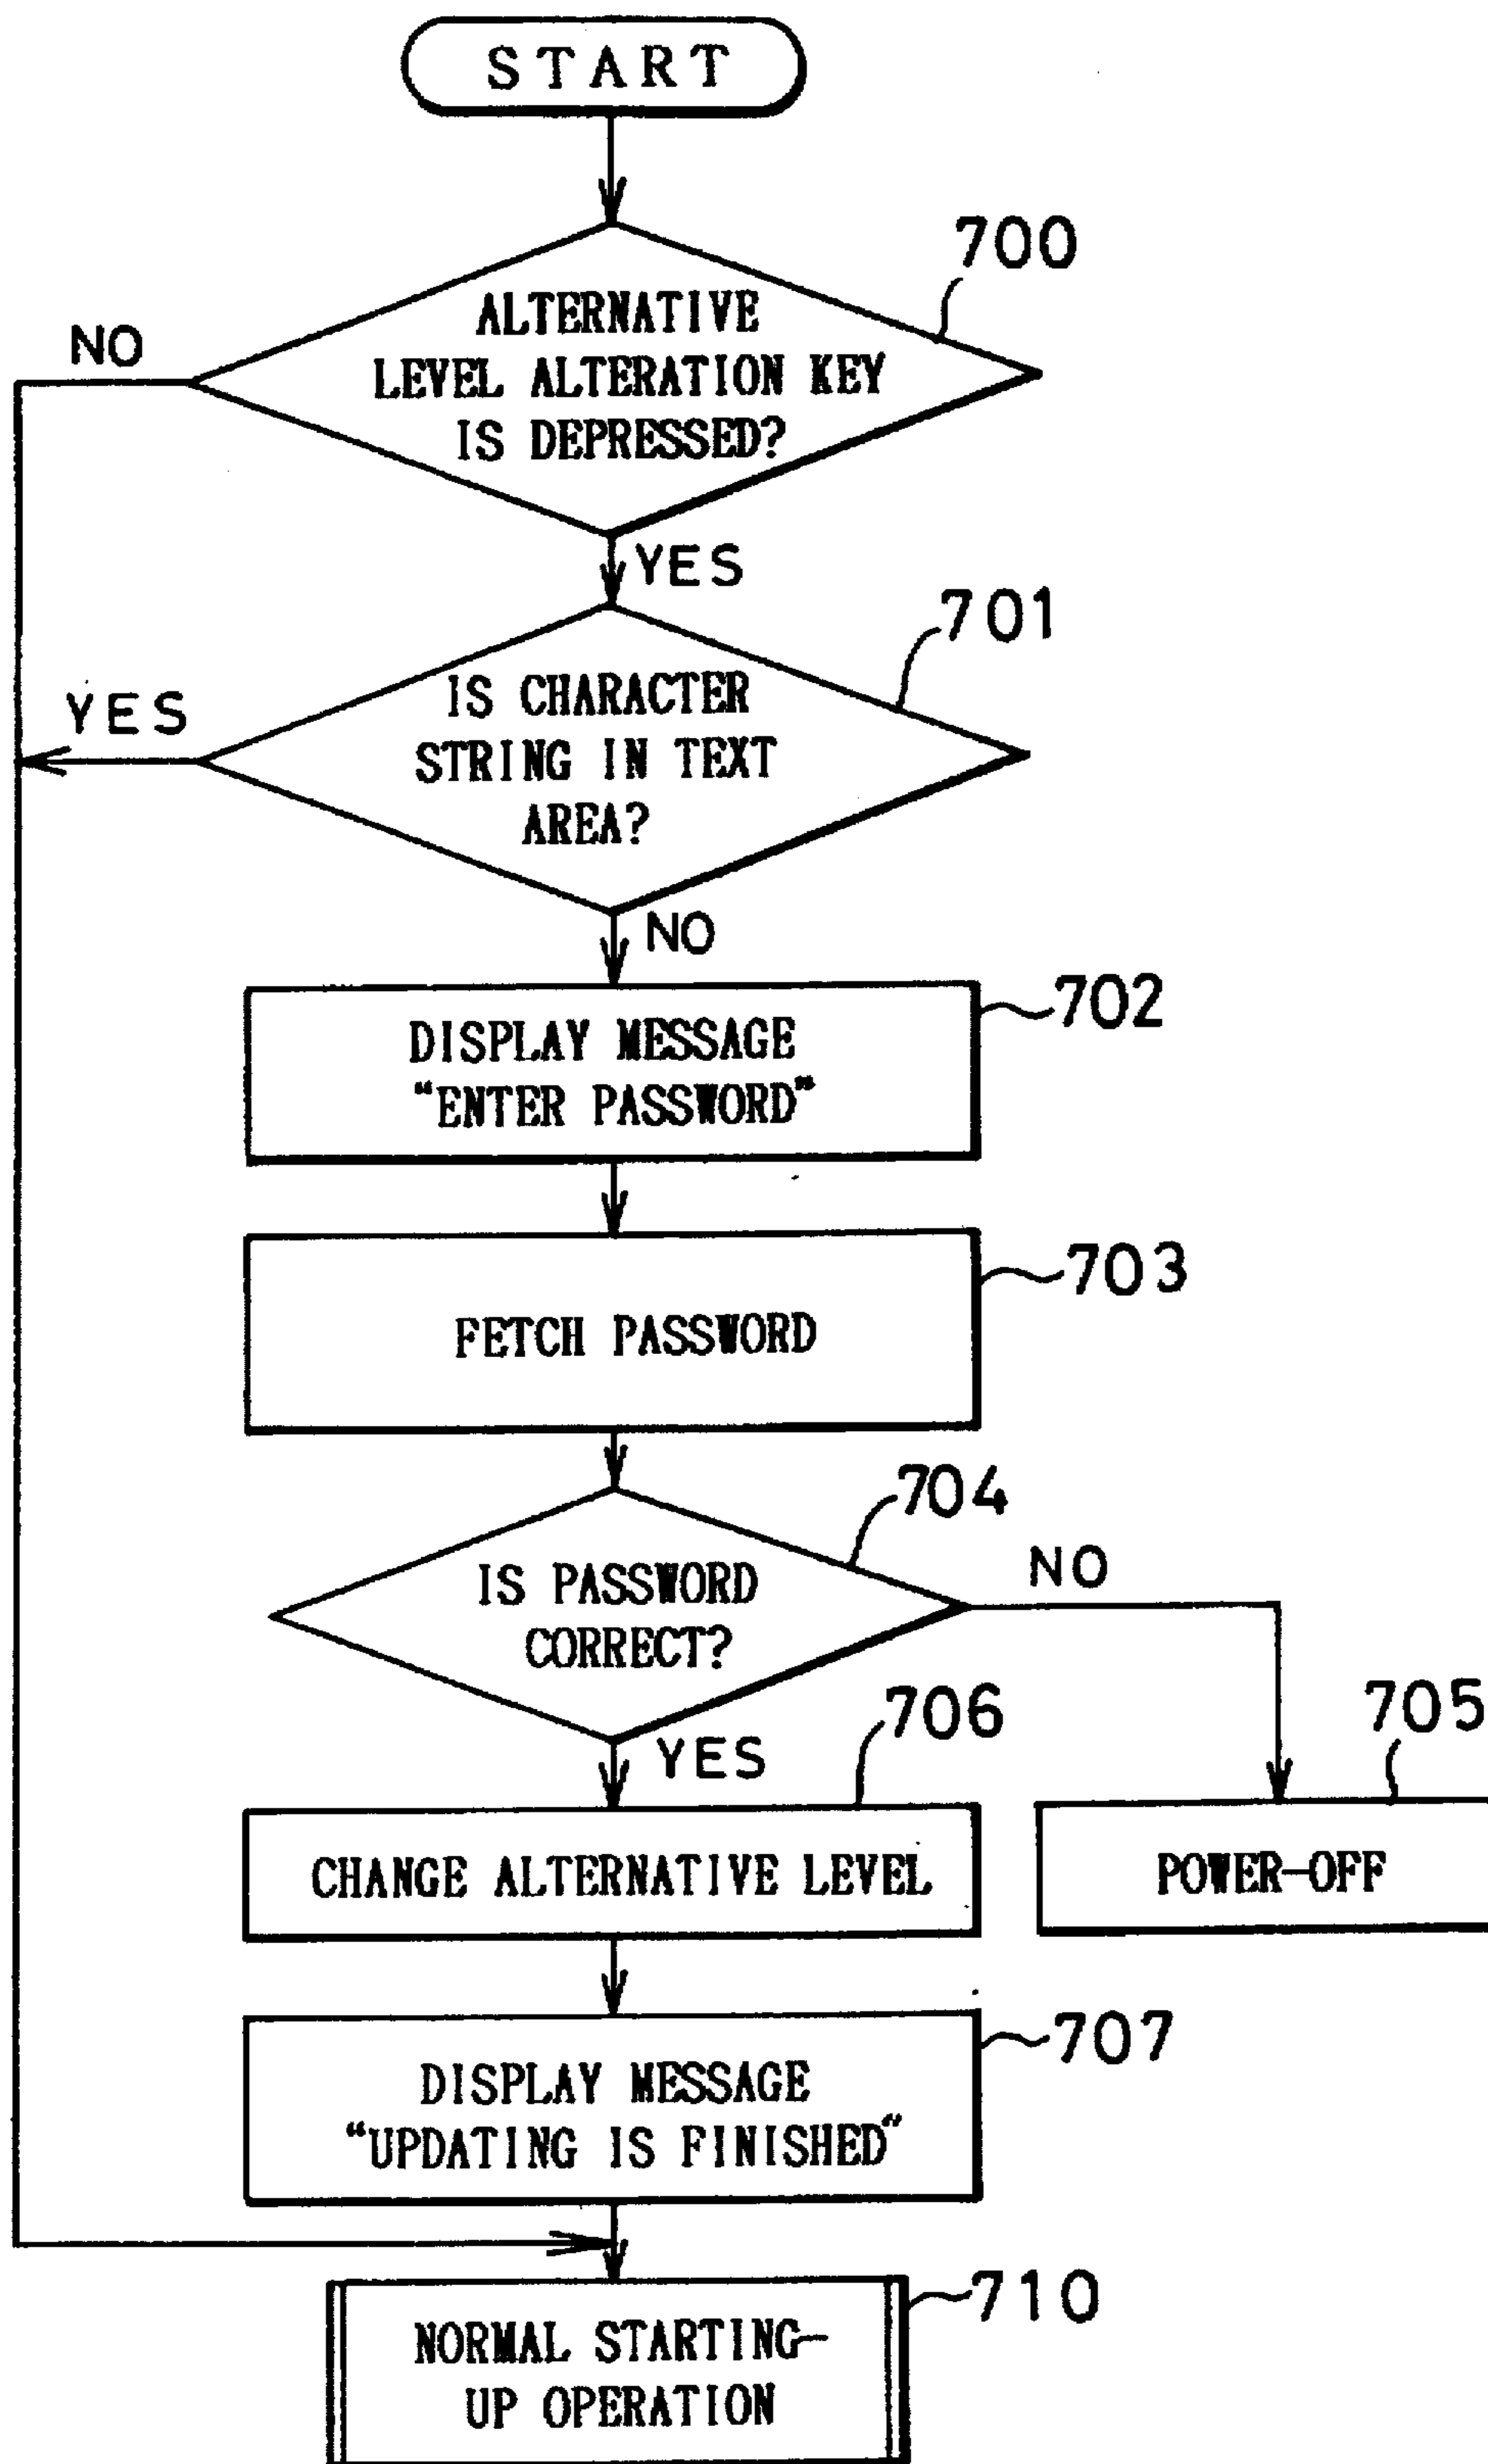 START
700
ALTERNATIVE
LEVEL ALTERATION KEY
IS DEPRESSED?
NO
YES
701
IS CHARACTER
STRING IN TEXT
AREA?
YES
NO
702
DISPLAY MESSAGE
“ENTER PASSWORD”
703
FETCH PASSWORD
704
IS PASSWORD
CORRECT?
NO
YES
706
CHANGE ALTERNATIVE LEVEL
705
POWER-OFF
707
DISPLAY MESSAGE
“UPDATING IS FINISHED”
710
NORMAL STARTING-
UP OPERATION